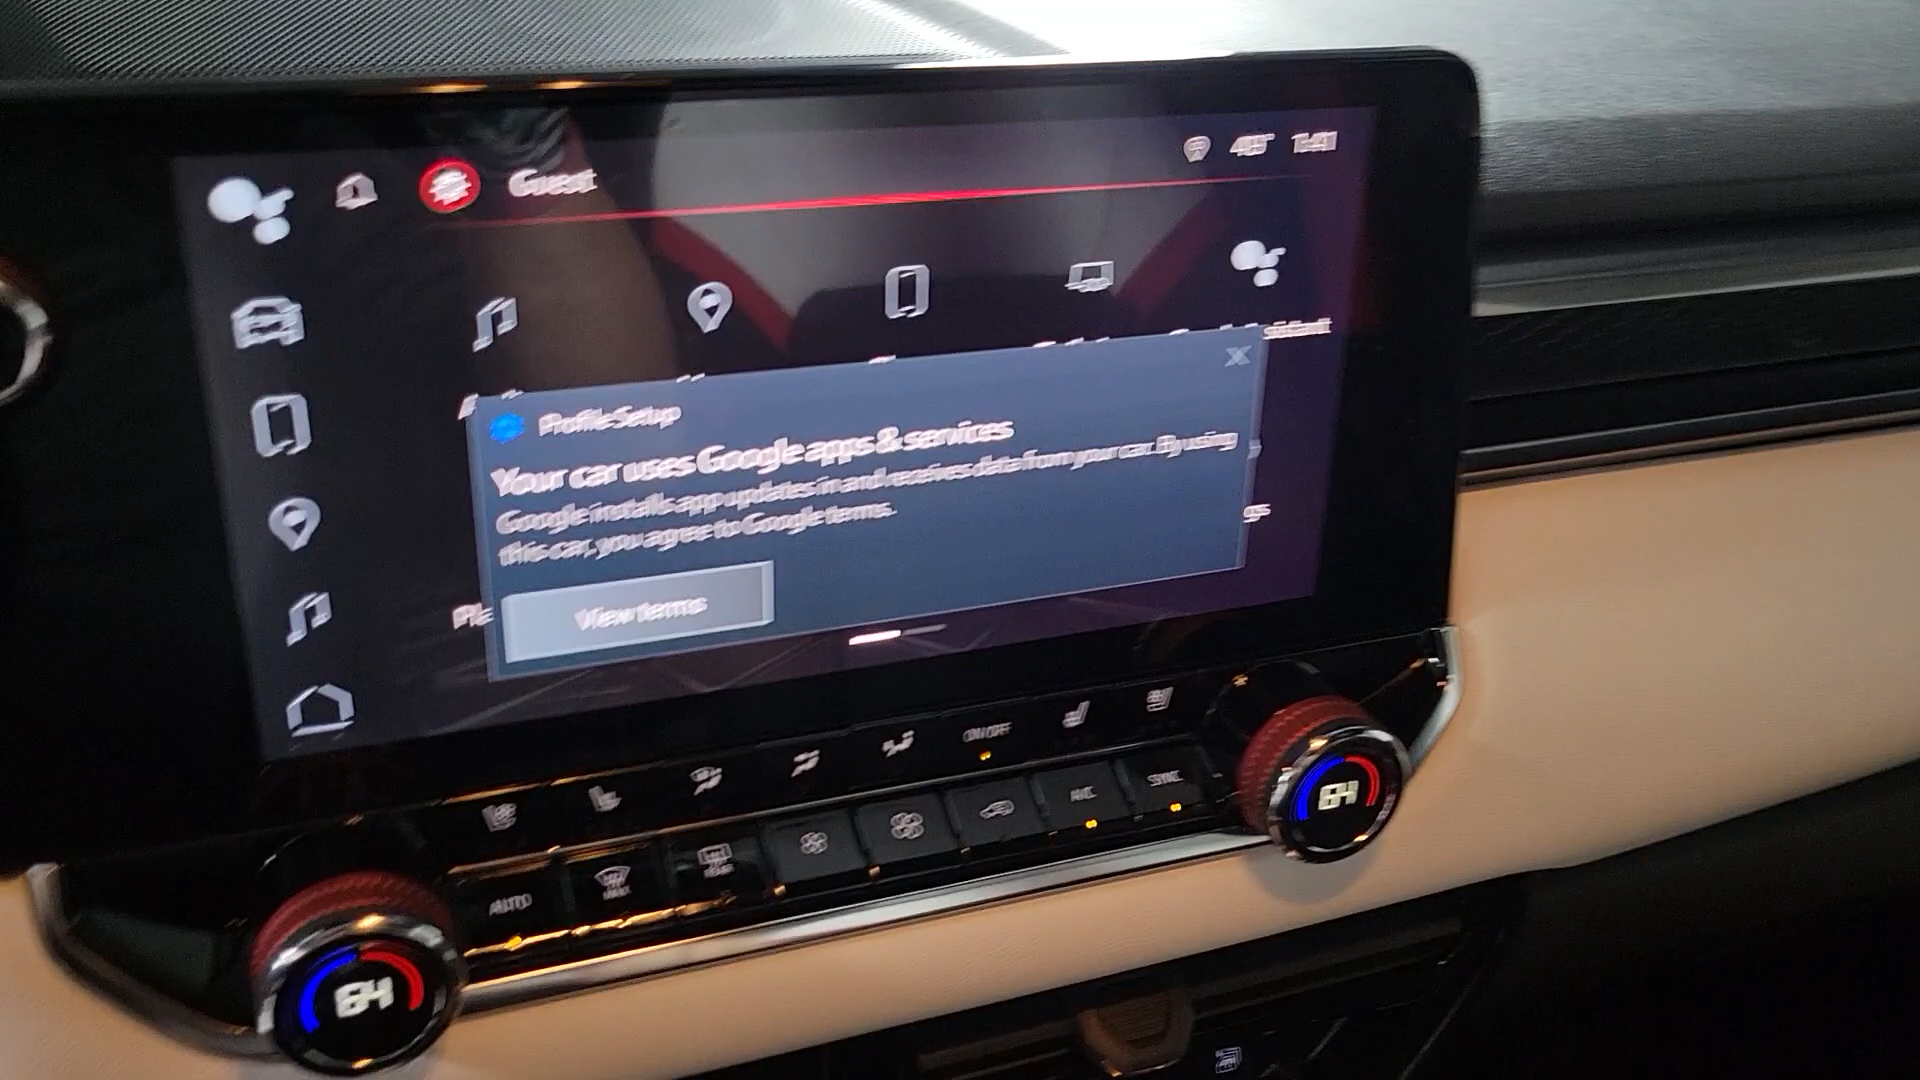 Guest
Profile Setup
Your car uses Google apps & services
Google installs app updates in and receives data from your car. By using
this car, you agree to Google terms.
View terms
ON/OFF
A/C
SYNC
AUTO
MAX
REAR
64
64